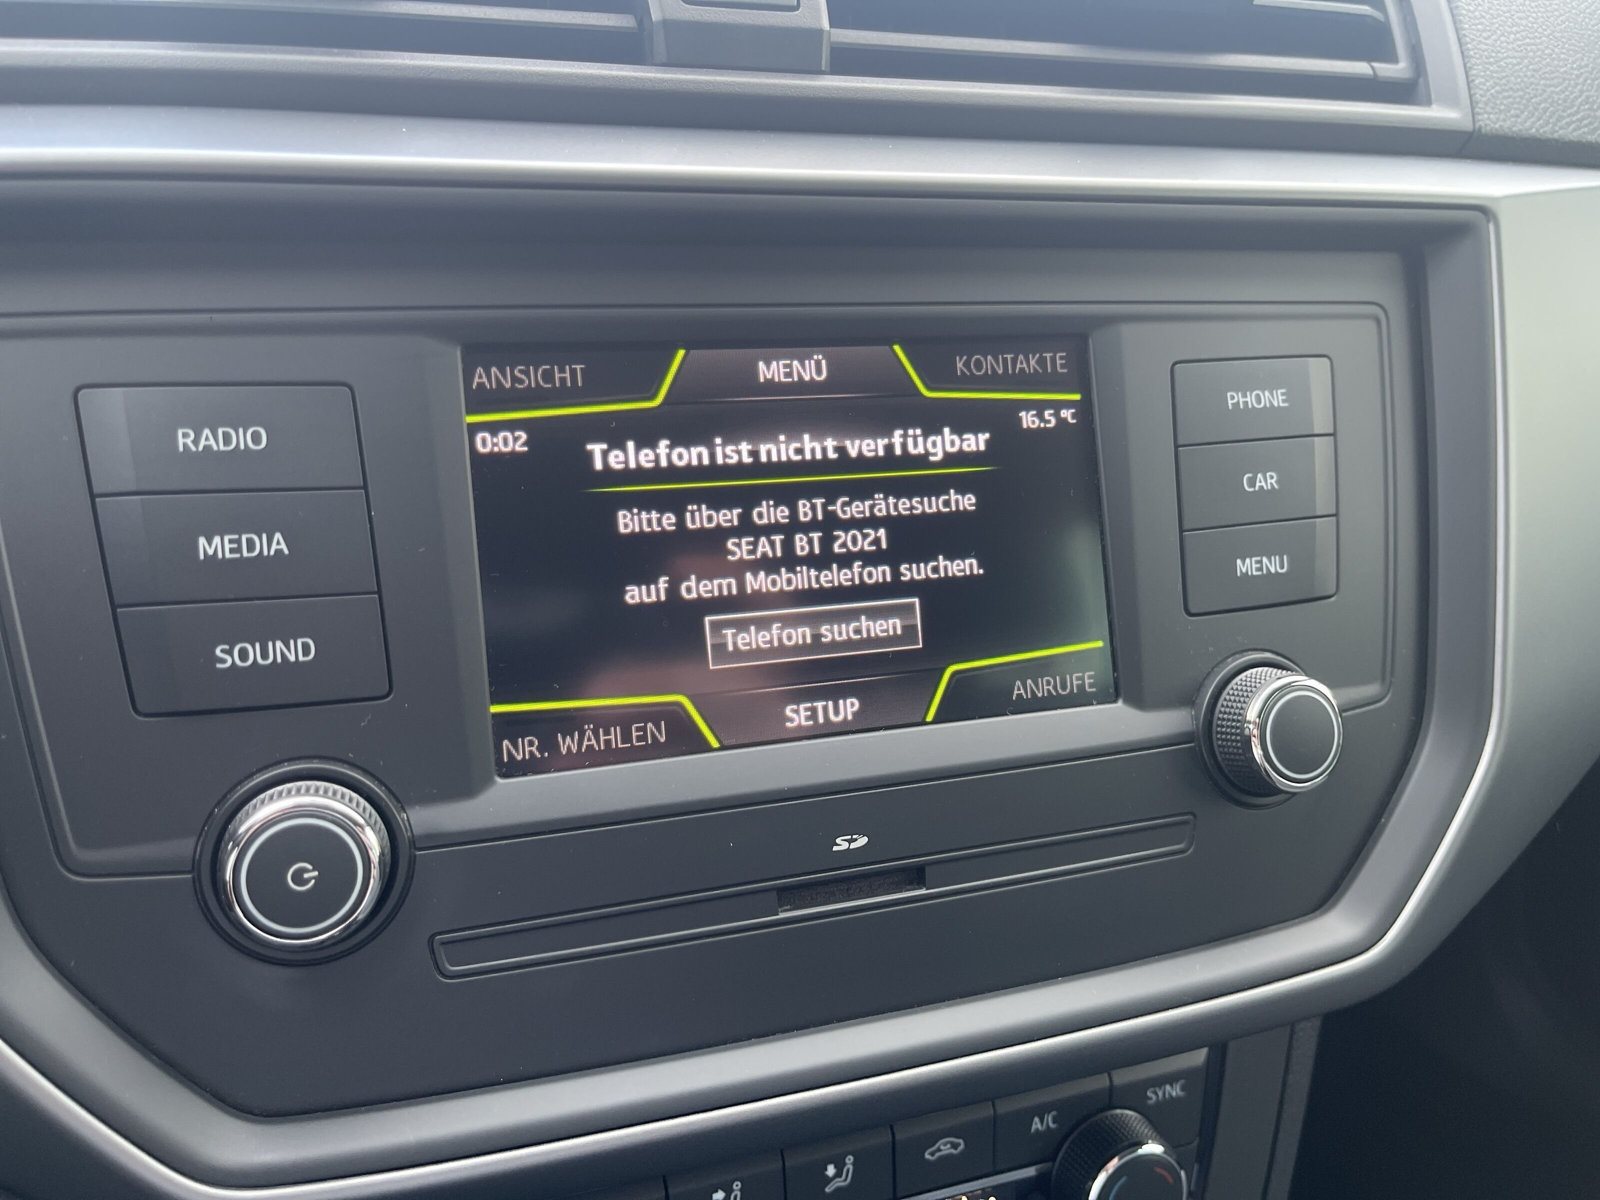 ANSICHT
MENÜ
KONTAKTE
0:02
16.5 °C
Telefon ist nicht verfügbar
Bitte über die BT-Gerätesuche
SEAT BT 2021
auf dem Mobiltelefon suchen.
Telefon suchen
NR. WÄHLEN
SETUP
ANRUFE
RADIO
MEDIA
SOUND
PHONE
CAR
MENU
SD
A/C
SYNC